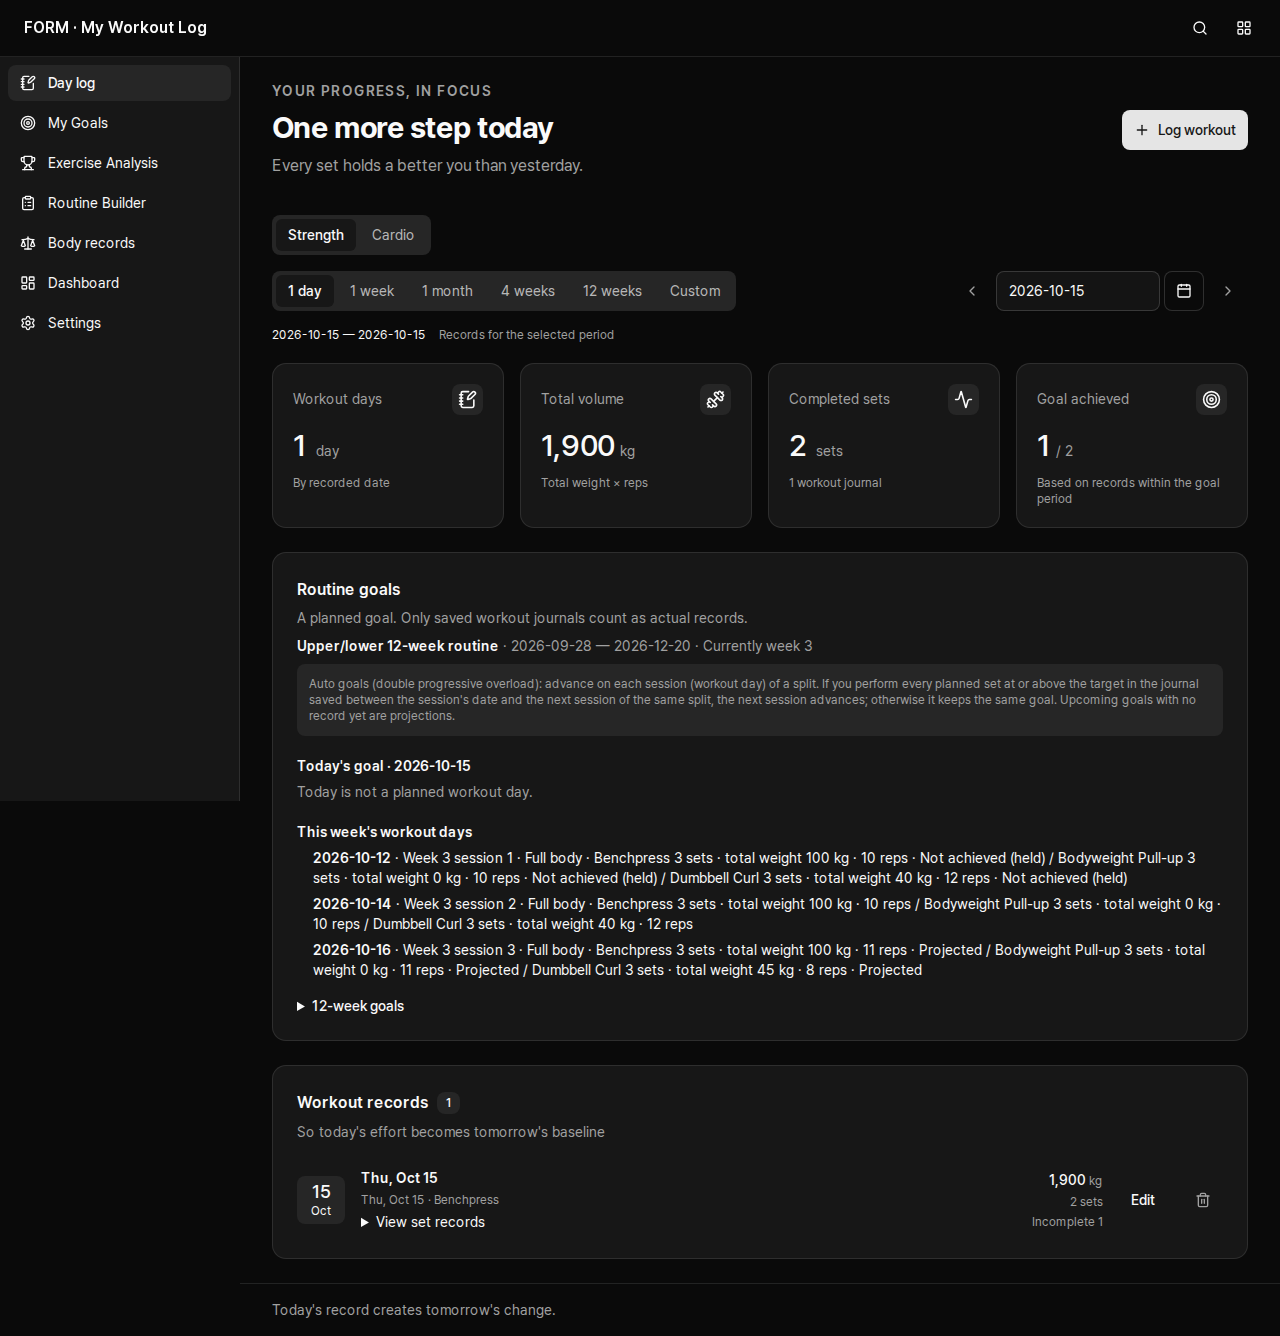 FORM · My Workout Log
Day log
My Goals
Exercise Analysis
Routine Builder
Body records
Dashboard
Settings
YOUR PROGRESS, IN FOCUS
One more step today
Every set holds a better you than yesterday.
Log workout
Strength Cardio
1 day 1 week 1 month 4 weeks 12 weeks Custom
2026-10-15
2026-10-15 — 2026-10-15 Records for the selected period
Workout days
1 day
By recorded date
Total volume
1,900 kg
Total weight × reps
Completed sets
2 sets
1 workout journal
Goal achieved
1 / 2
Based on records within the goal
period
Routine goals
A planned goal. Only saved workout journals count as actual records.
Upper/lower 12-week routine · 2026-09-28 — 2026-12-20 · Currently week 3
Auto goals (double progressive overload): advance on each session (workout day) of a split. If you perform every planned set at or above the target in the journal
saved between the session's date and the next session of the same split, the next session advances; otherwise it keeps the same goal. Upcoming goals with no
record yet are projections.
Today's goal · 2026-10-15
Today is not a planned workout day.
This week's workout days
2026-10-12 · Week 3 session 1 · Full body · Benchpress 3 sets · total weight 100 kg · 10 reps · Not achieved (held) / Bodyweight Pull-up 3
sets · total weight 0 kg · 10 reps · Not achieved (held) / Dumbbell Curl 3 sets · total weight 40 kg · 12 reps · Not achieved (held)
2026-10-14 · Week 3 session 2 · Full body · Benchpress 3 sets · total weight 100 kg · 10 reps / Bodyweight Pull-up 3 sets · total weight 0 kg ·
10 reps / Dumbbell Curl 3 sets · total weight 40 kg · 12 reps
2026-10-16 · Week 3 session 3 · Full body · Benchpress 3 sets · total weight 100 kg · 11 reps · Projected / Bodyweight Pull-up 3 sets · total
weight 0 kg · 11 reps · Projected / Dumbbell Curl 3 sets · total weight 45 kg · 8 reps · Projected
12-week goals
Workout records 1
So today's effort becomes tomorrow's baseline
15
Oct
Thu, Oct 15
Thu, Oct 15 · Benchpress
View set records
1,900 kg
2 sets
Incomplete 1
Edit
Today's record creates tomorrow's change.